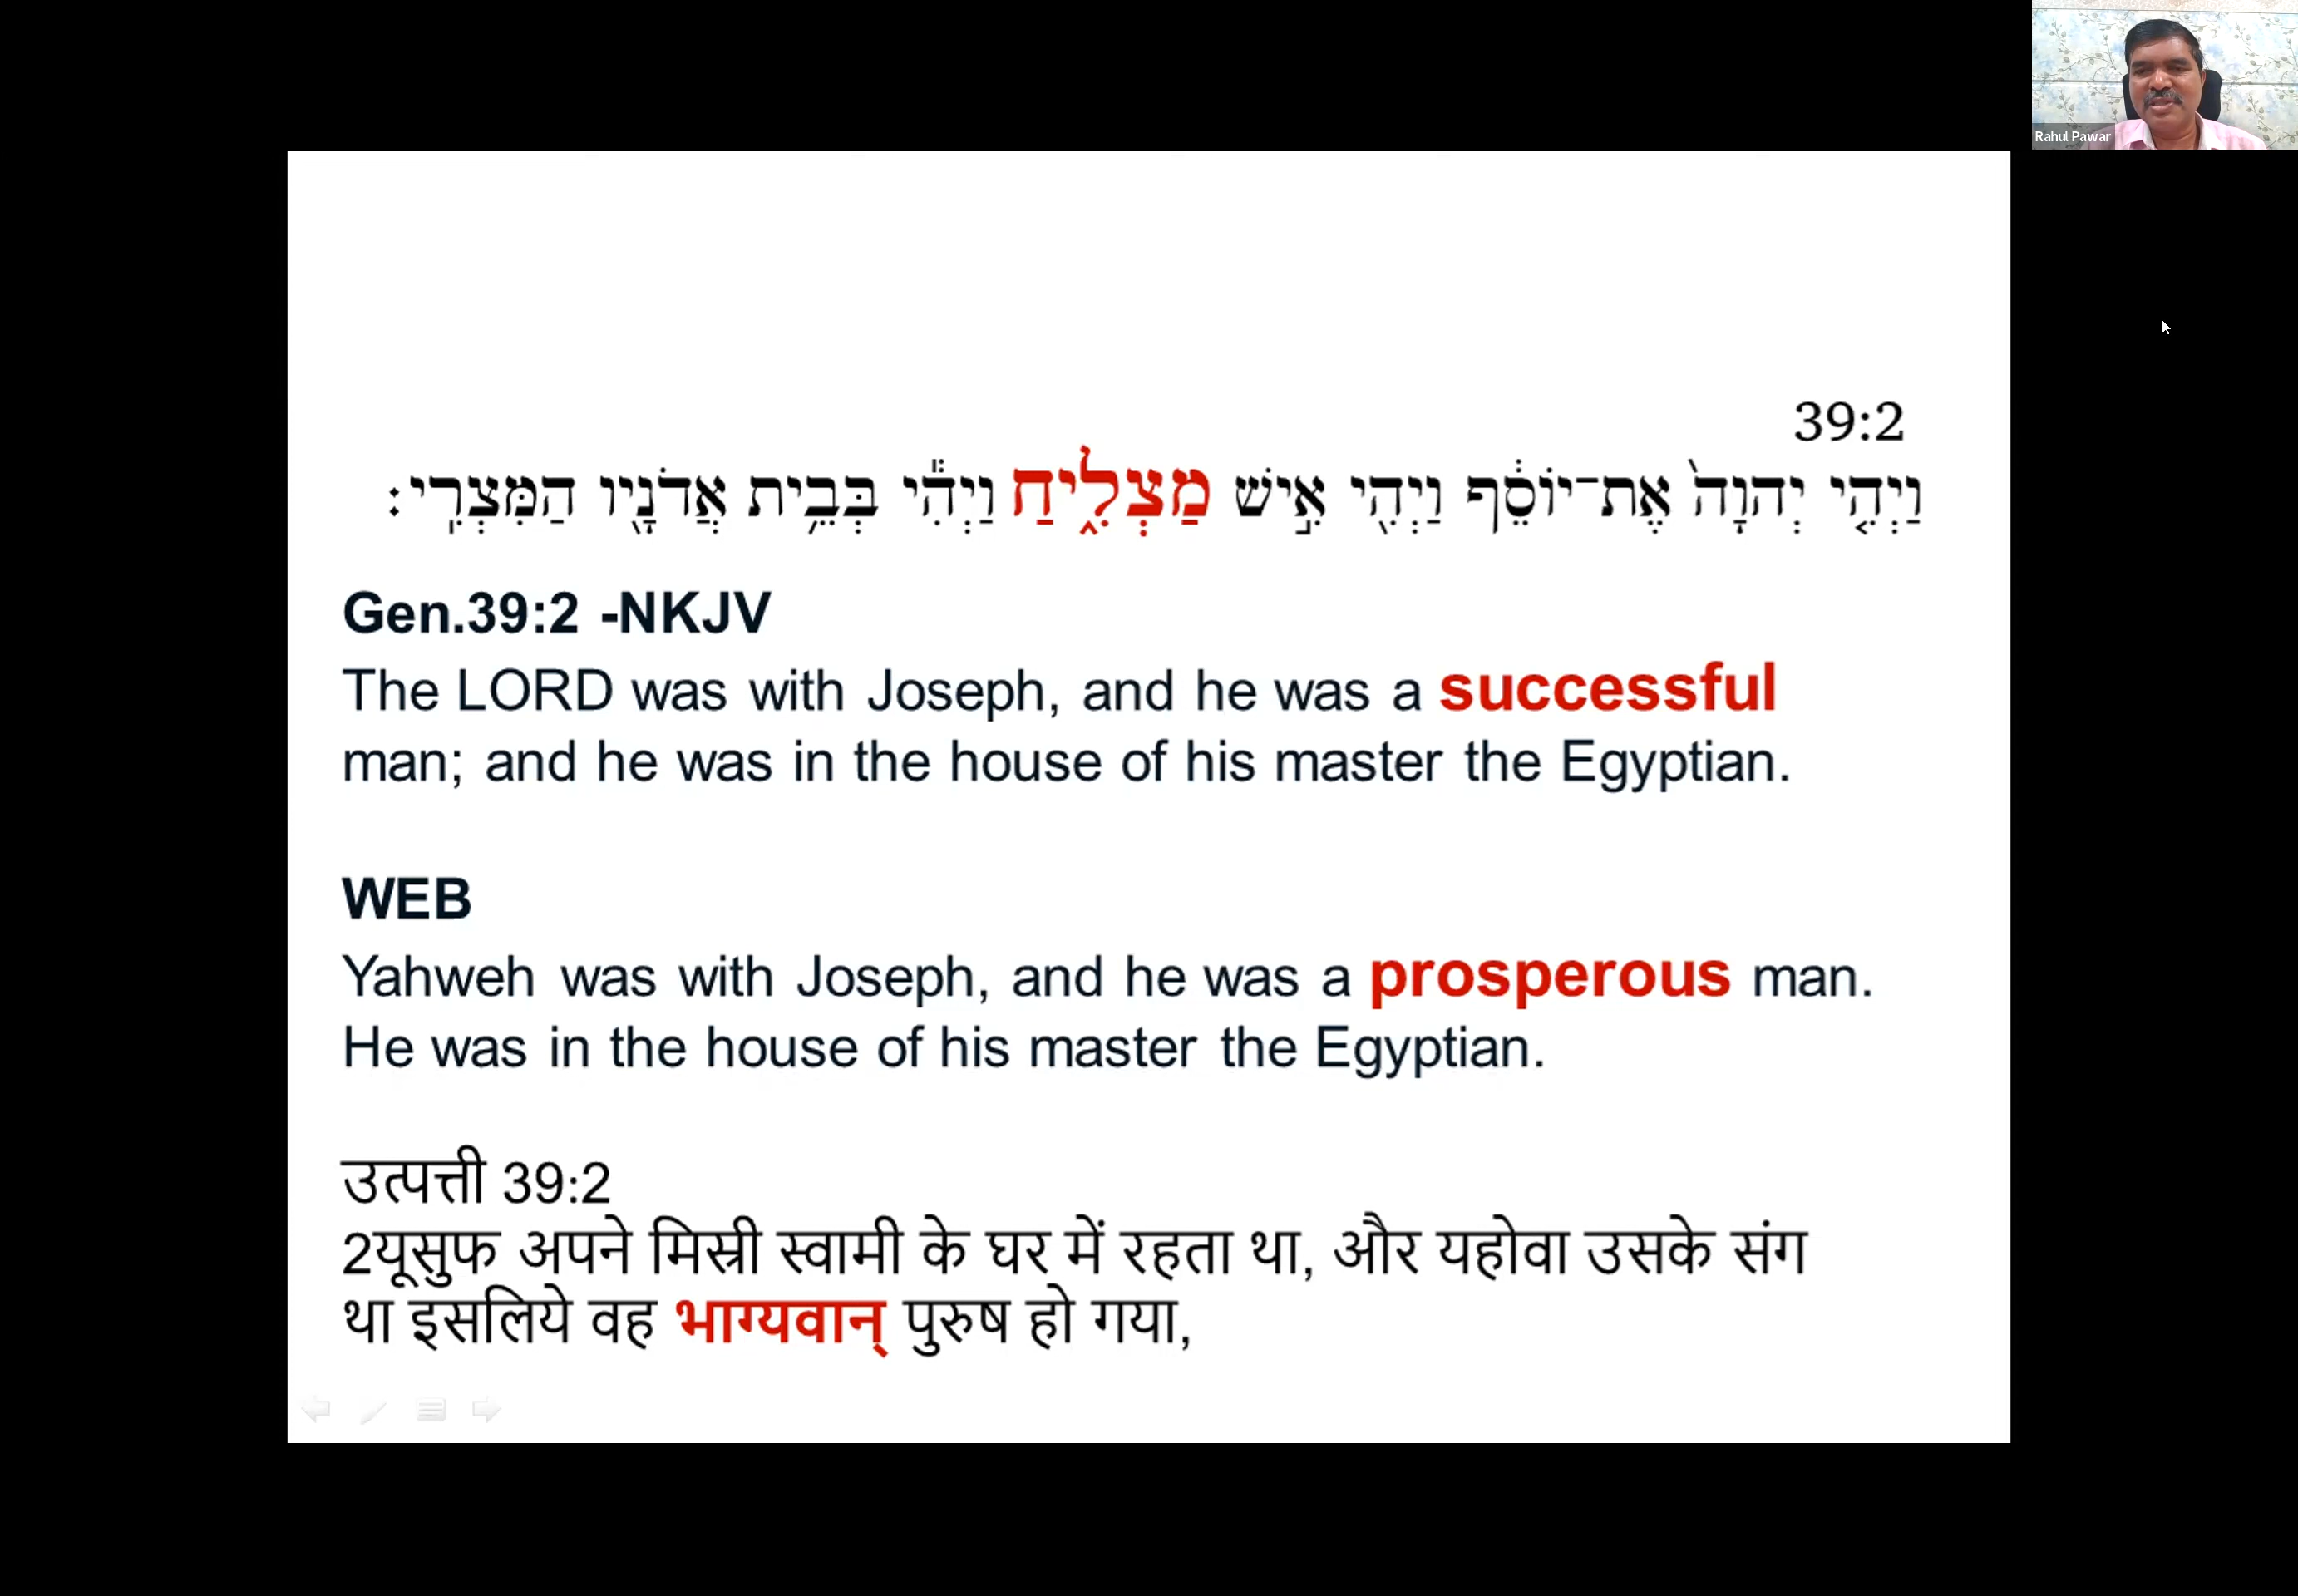 Rahul Pawar
39:2
וַיְהִ֤י יְהוָה֙ אֶת־יוֹסֵ֔ף וַיְהִ֖י אִ֣ישׁ מַצְלִ֑יחַ וַיְהִ֕י בְּבֵ֥ית אֲדֹנָ֖יו הַמִּצְרִֽי׃
Gen.39:2 -NKJV
The LORD was with Joseph, and he was a successful
man; and he was in the house of his master the Egyptian.
WEB
Yahweh was with Joseph, and he was a prosperous man.
He was in the house of his master the Egyptian.
उत्पत्ती 39:2
2यूसुफ अपने मिस्री स्वामी के घर में रहता था, और यहोवा उसके संग
था इसलिये वह भाग्यवान् पुरुष हो गया,